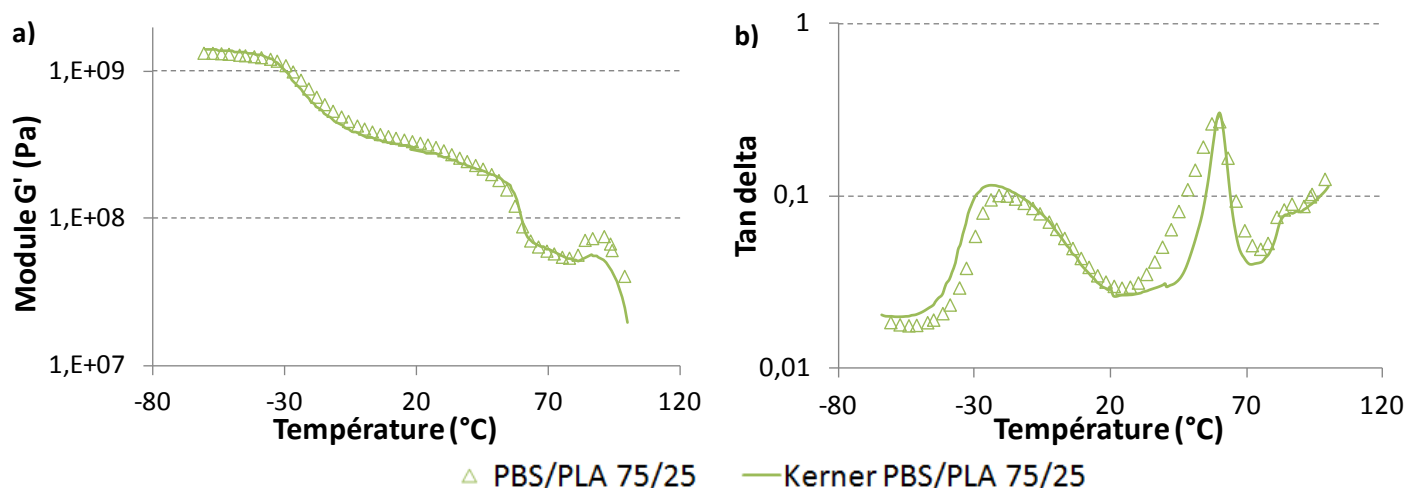 a)
Module G' (Pa)
1,E+09
1,E+08
1,E+07
-80
-30
20
70
120
Température (°C)
b)
Tan delta
1
0,1
0,01
-80
-30
20
70
120
Température (°C)
PBS/PLA 75/25
Kerner PBS/PLA 75/25